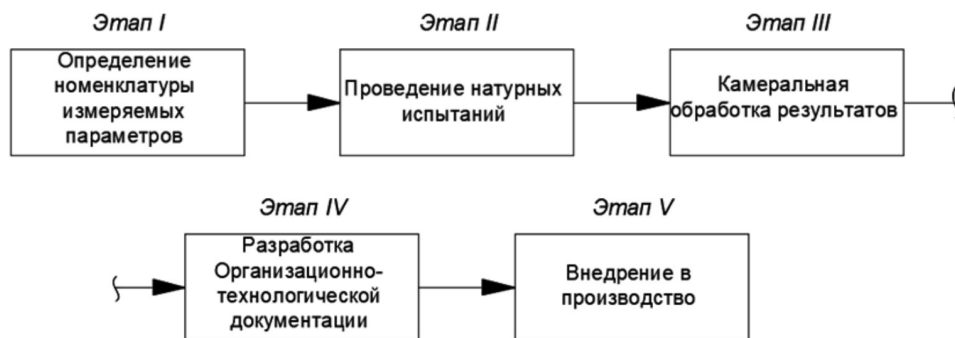 Этап I
Определение
номенклатуры
измеряемых
параметров
Этап II
Проведение натурных
испытаний
Этап III
Камеральная
обработка результатов
Этап IV
Разработка
Организационно-
технологической
документации
Этап V
Внедрение в
производство